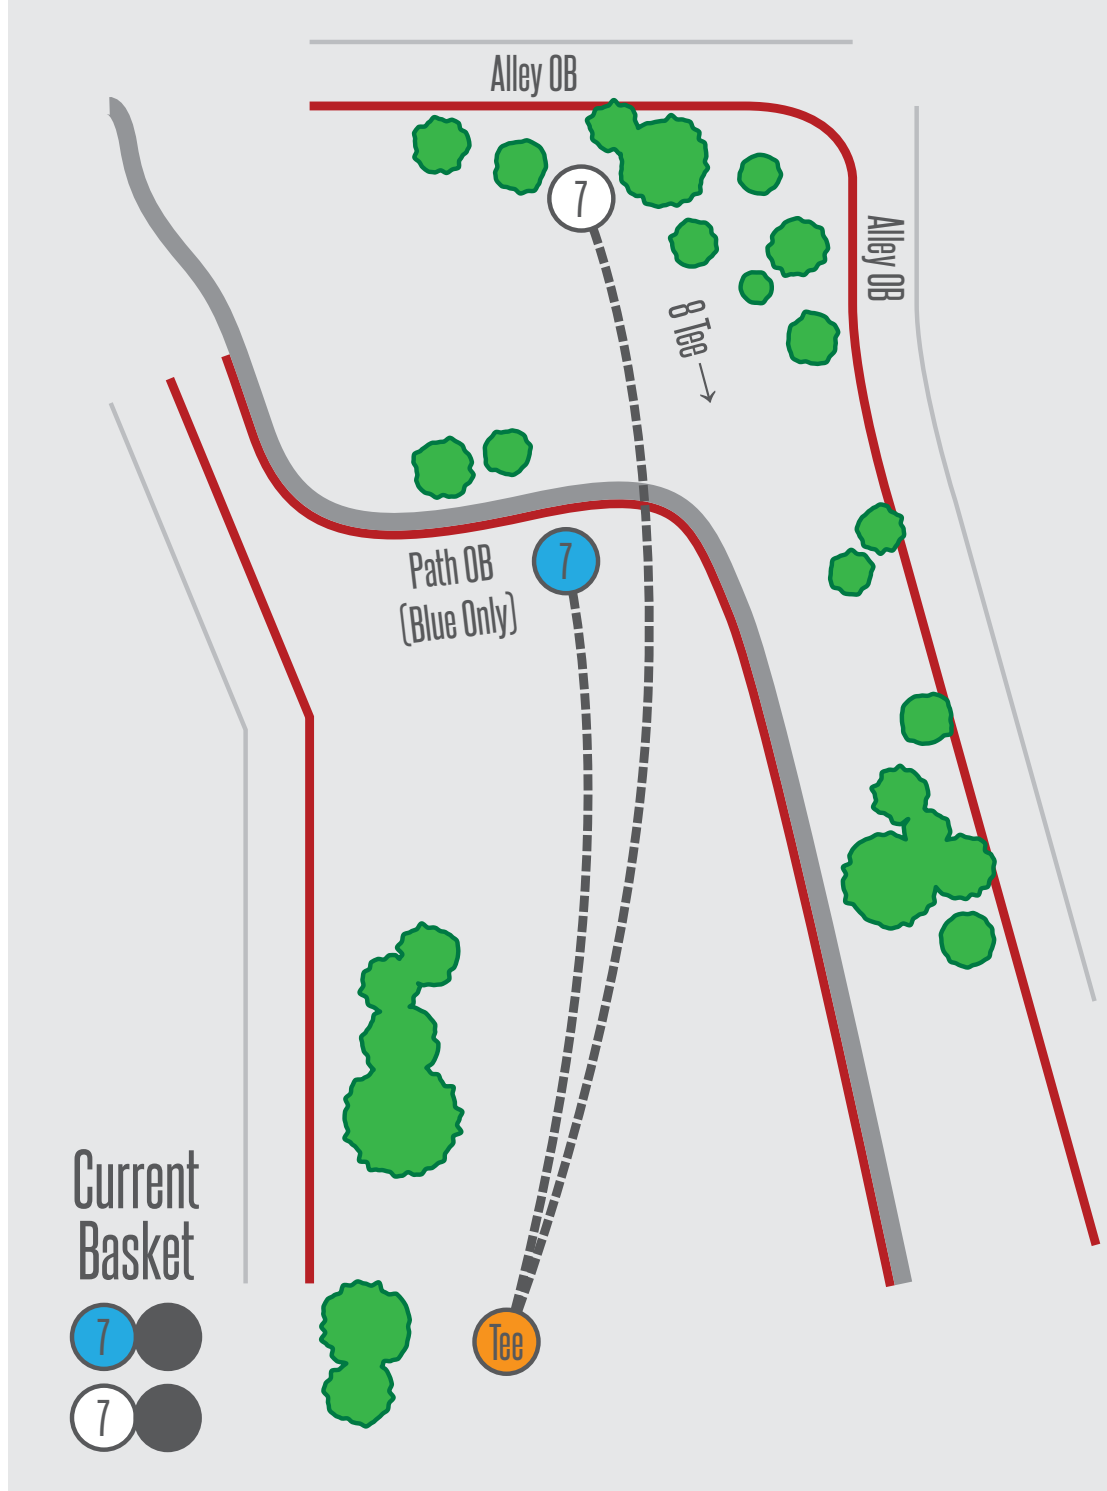 Alley OB
7
Alley OB
8 Tee →
7
Path OB
(Blue Only)
Current
Basket
7
7
Tee